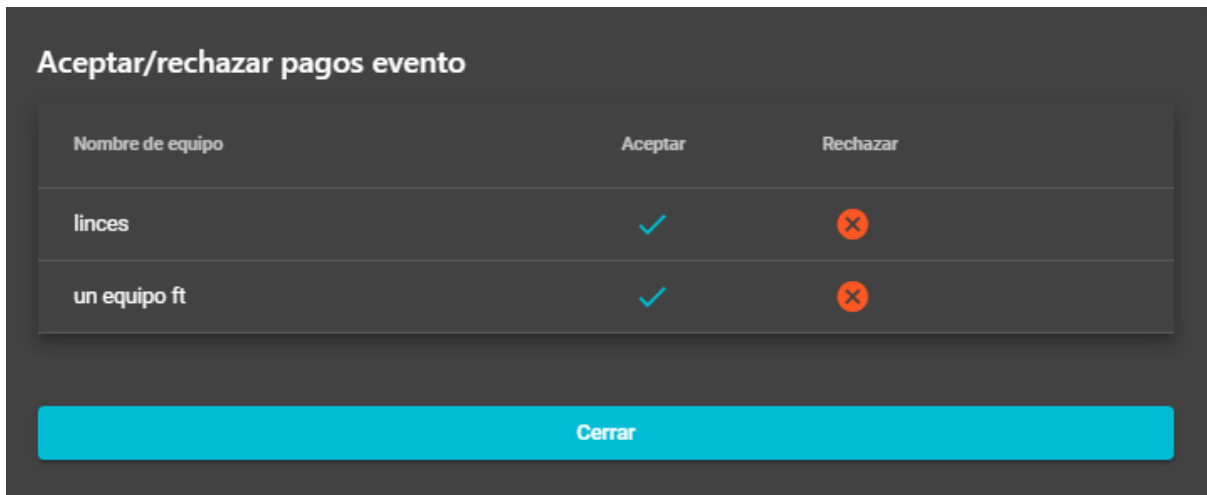 Aceptar/rechazar pagos evento
Nombre de equipo Aceptar Rechazar
linces
un equipo ft
Cerrar